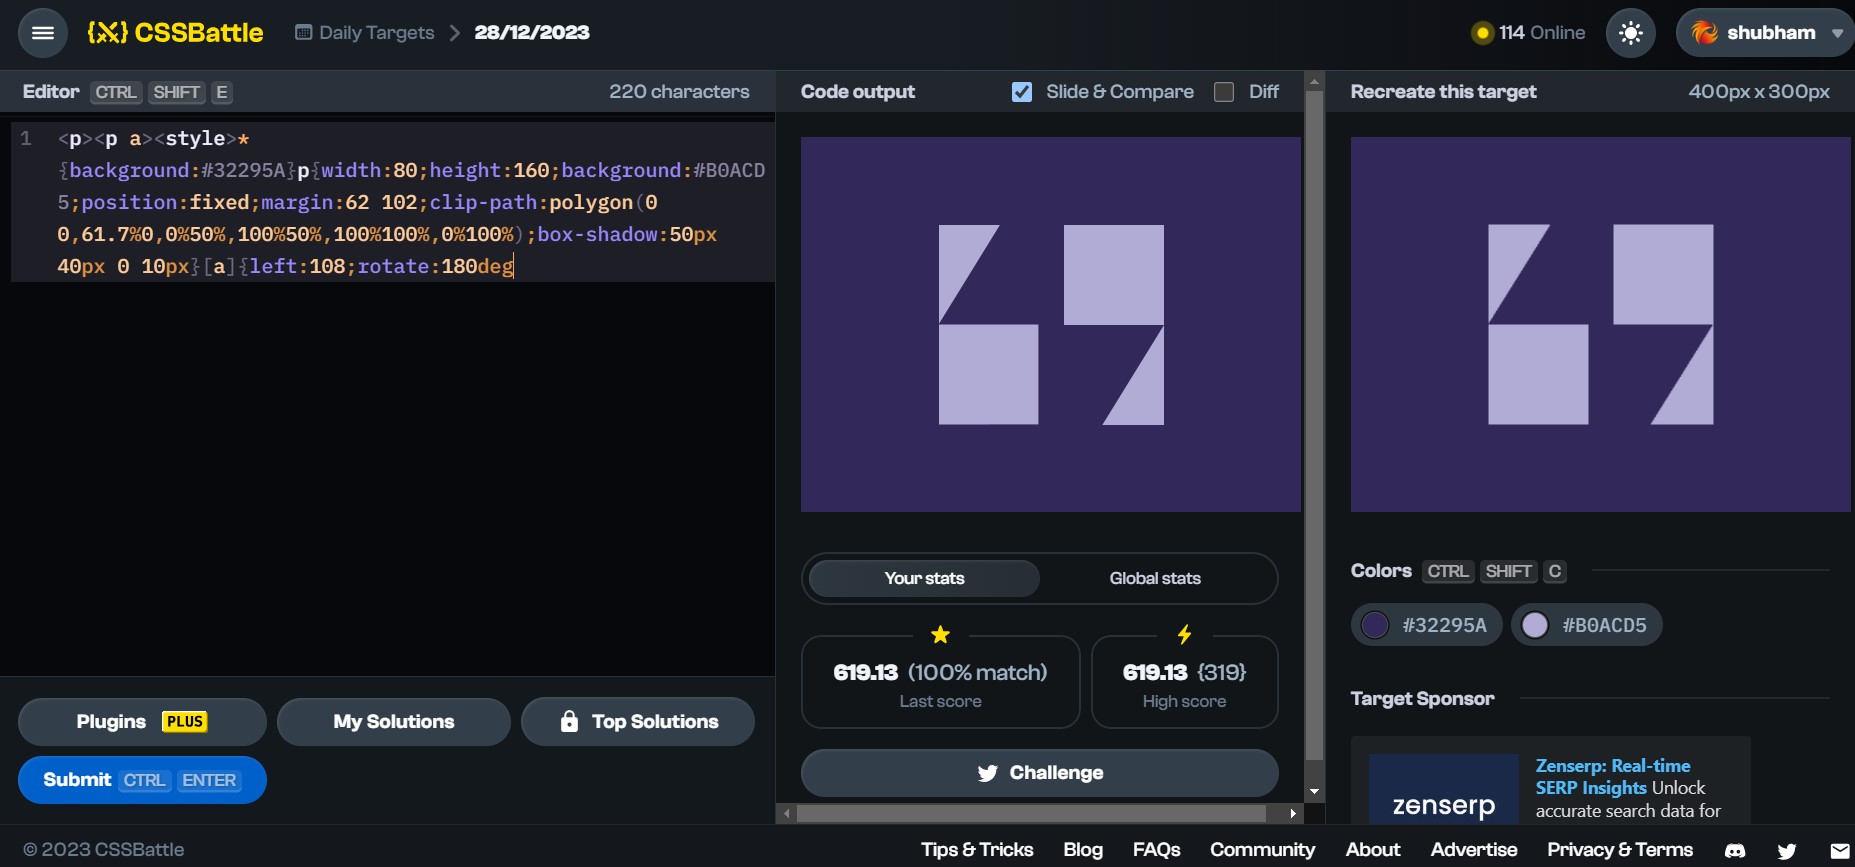 {X} CSSBattle Daily Targets > 28/12/2023 114 Online shubham
Editor CTRL SHIFT E 220 characters
Code output Slide & Compare Diff
Recreate this target 400px x 300px
1 <p><p a><style>*
{background:#32295A}p{width:80;height:160;background:#B0ACD
5;position:fixed;margin:62 102;clip-path:polygon(0
0,61.7%0,0%50%,100%50%,100%100%,0%100%);box-shadow:50px
40px 0 10px}[a]{left:108;rotate:180deg
Your stats Global stats
619.13 (100% match)
Last score
619.13 {319}
High score
Challenge
Colors CTRL SHIFT C
#32295A #B0ACD5
Target Sponsor
zenserp
Zenserp: Real-time
SERP Insights Unlock
accurate search data for
Plugins PLUS My Solutions Top Solutions
Submit CTRL ENTER
© 2023 CSSBattle Tips & Tricks Blog FAQs Community About Advertise Privacy & Terms